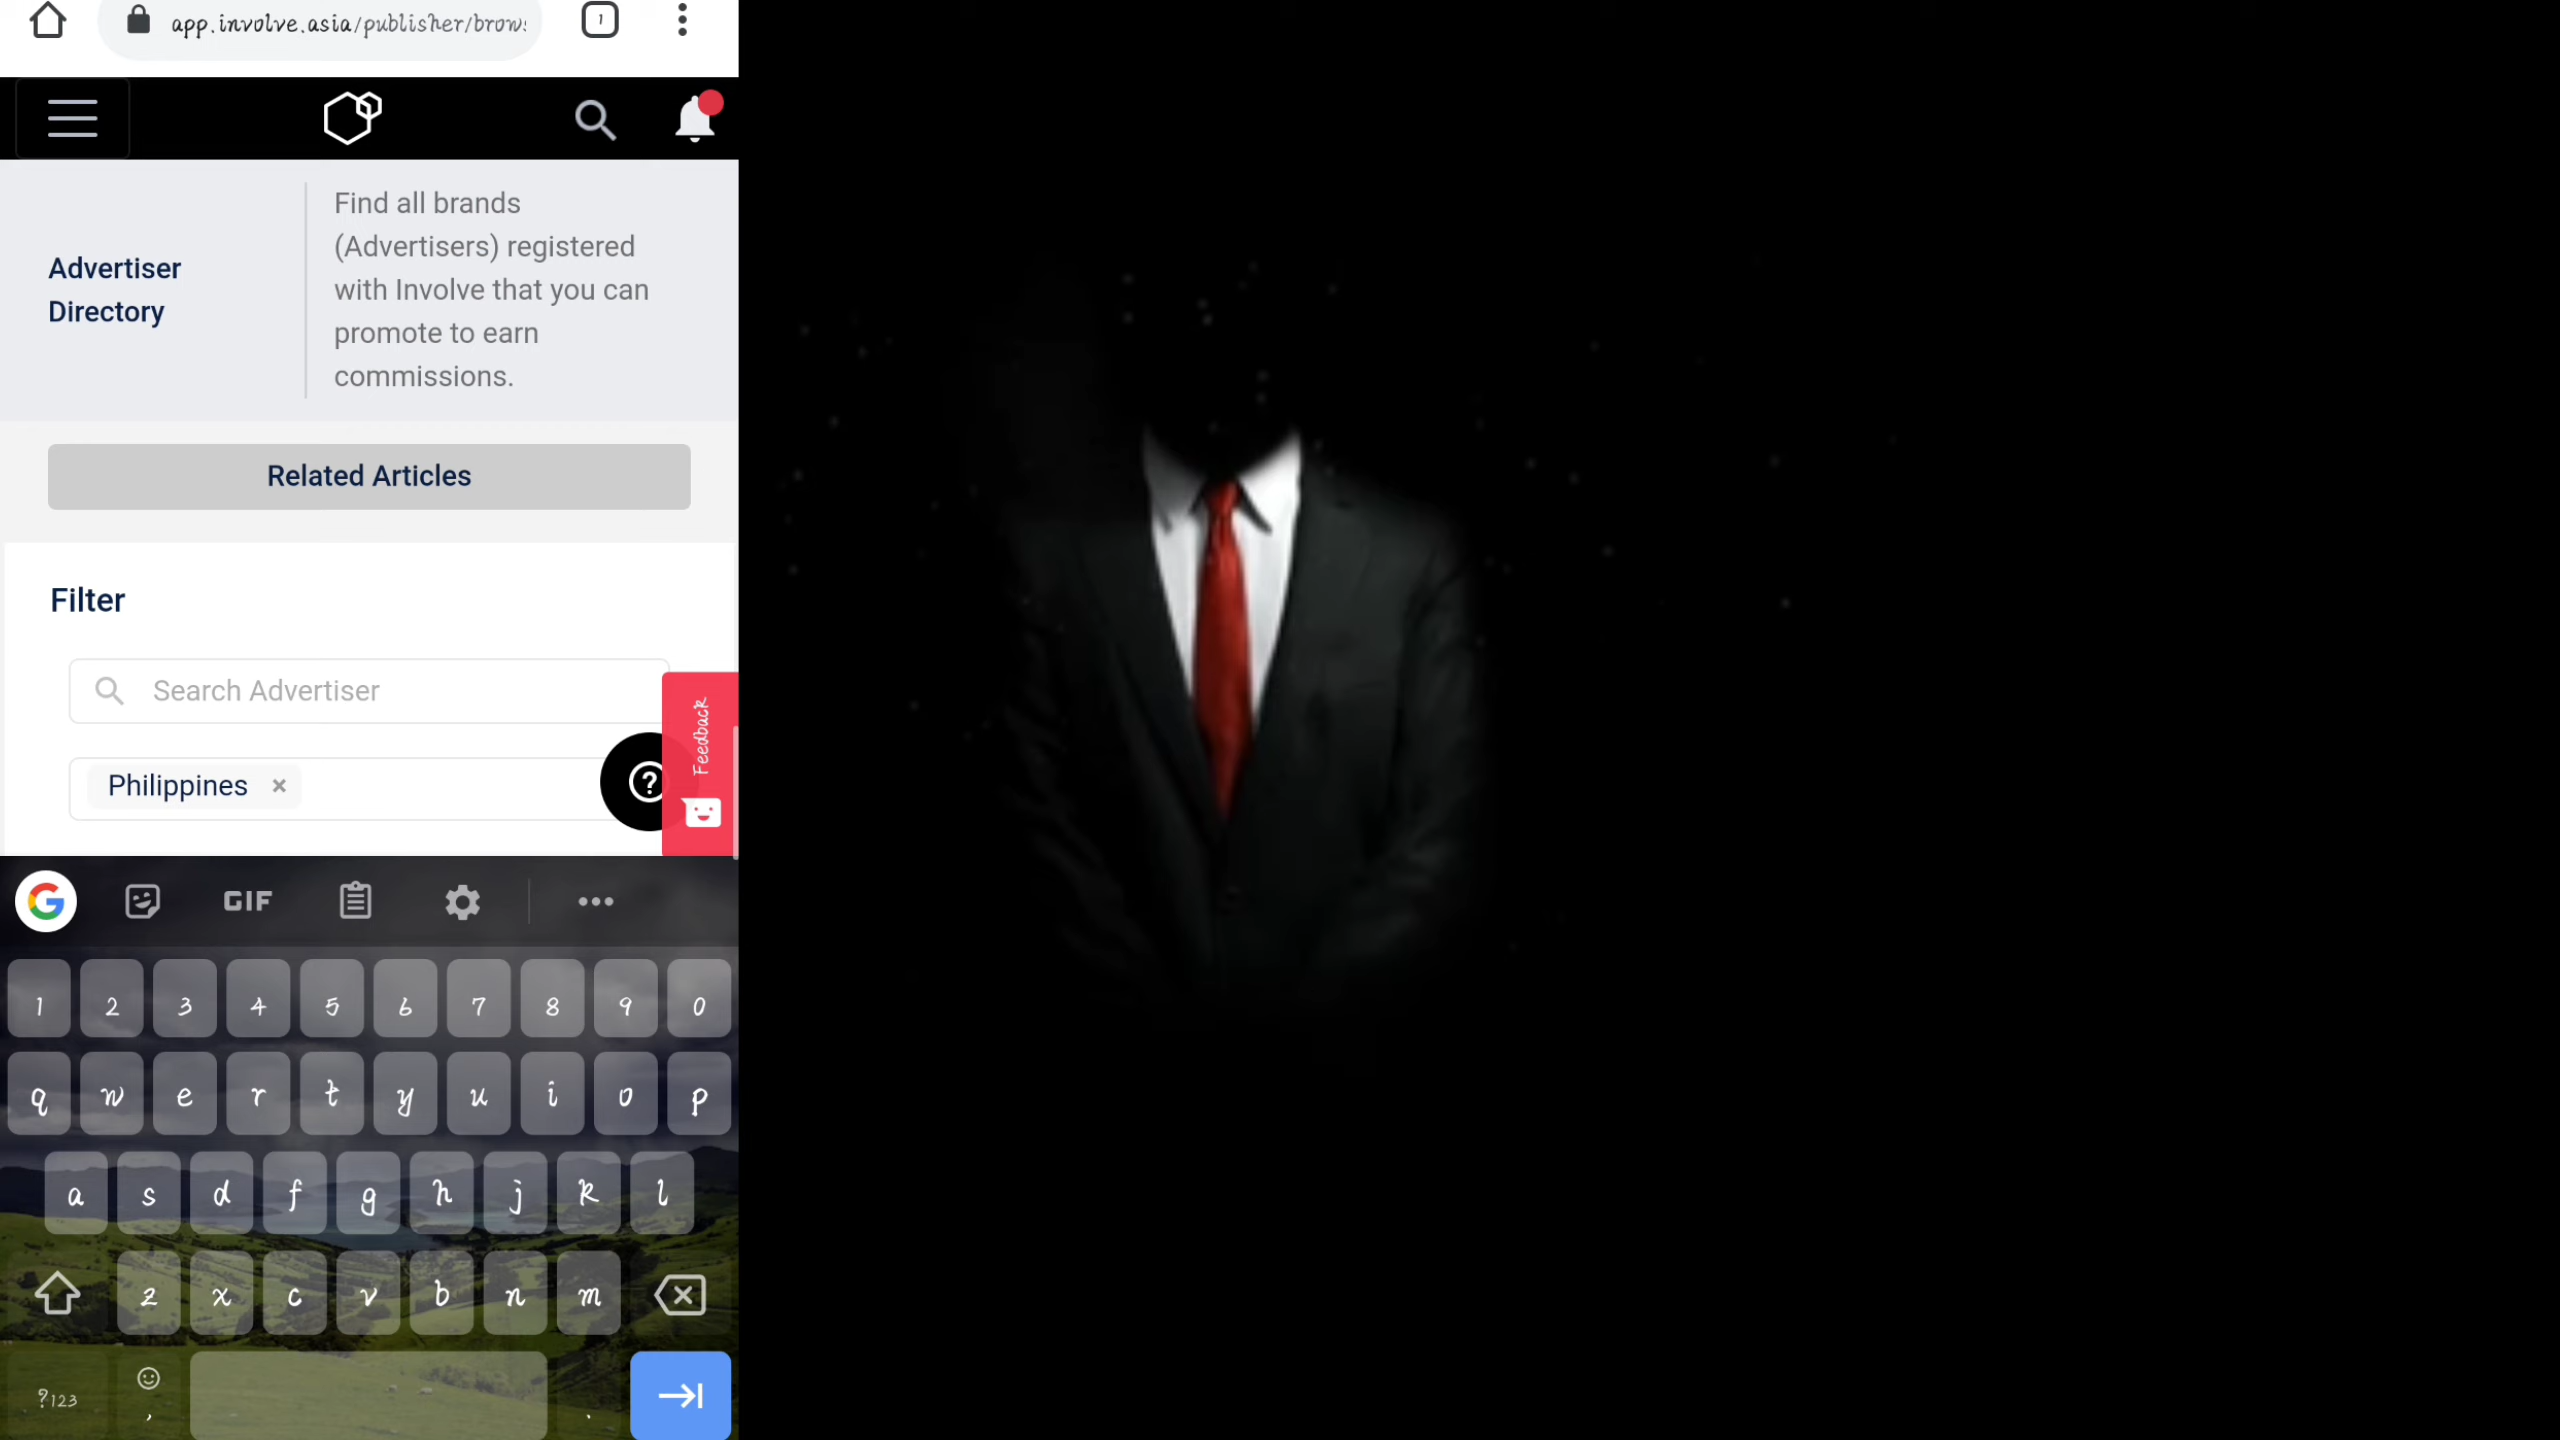 app.involve.asia/publisher/brows
1
Find all brands
(Advertisers) registered
with Involve that you can
promote to earn
commissions.
Advertiser
Directory
Related Articles
Filter
Search Advertiser
Feedback
Philippines ×
?
G GIF
1 2 3 4 5 6 7 8 9 0
q w e r t y u i o p
a s d f g h j k l
z x c v b n m
?123 , .